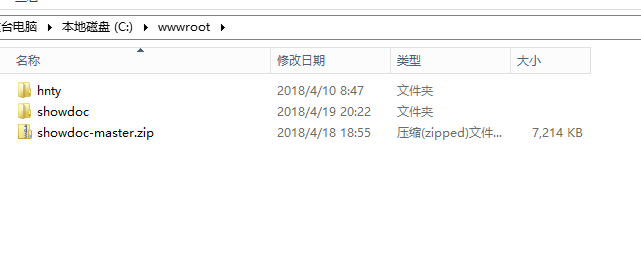 台电脑 本地磁盘 (C:) wwwroot
名称 修改日期 类型 大小
hnty 2018/4/10 8:47 文件夹
showdoc 2018/4/19 20:22 文件夹
showdoc-master.zip 2018/4/18 18:55 压缩(zipped)文件... 7,214 KB